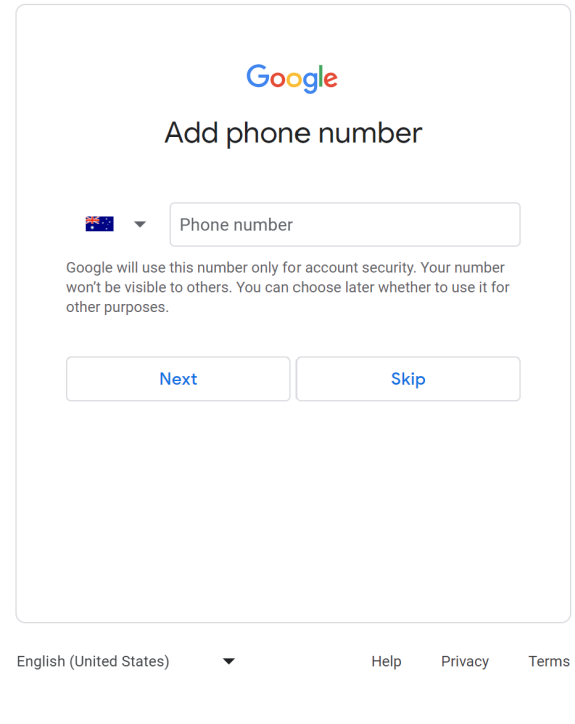 Google
Add phone number
Phone number
Google will use this number only for account security. Your number
won't be visible to others. You can choose later whether to use it for
other purposes.
Next
Skip
English (United States)
Help
Privacy
Terms